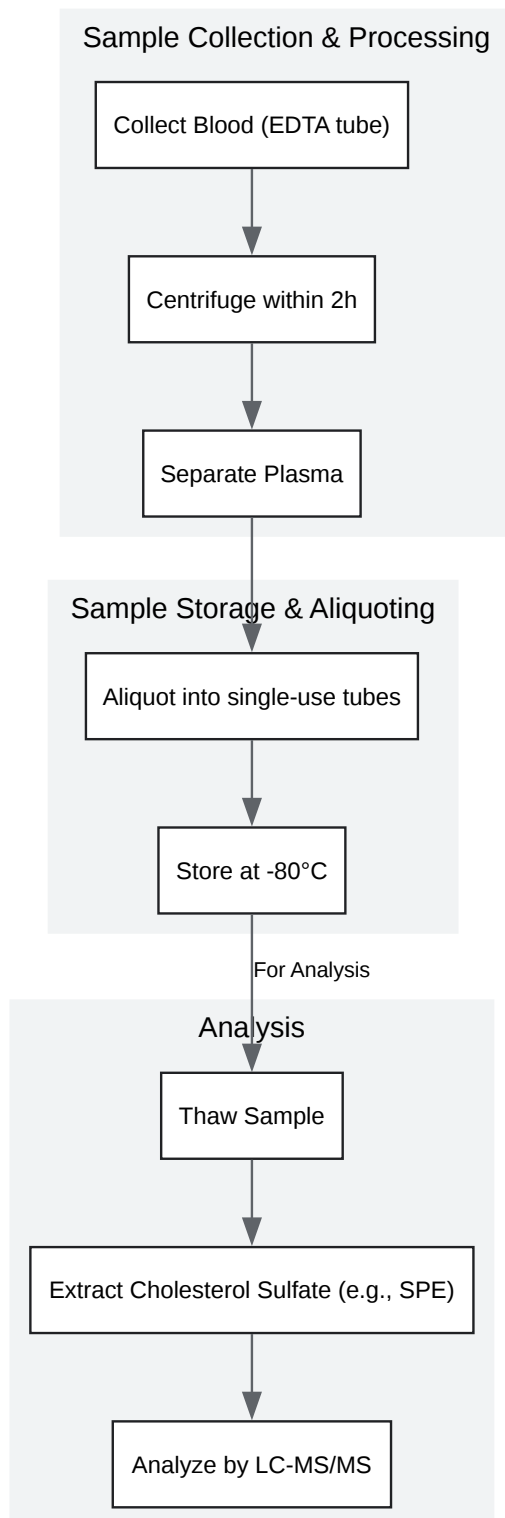 Sample Collection & Processing
Collect Blood (EDTA tube)
Centrifuge within 2h
Separate Plasma
Sample Storage & Aliquoting
Aliquot into single-use tubes
Store at -80°C
For Analysis
Analysis
Thaw Sample
Extract Cholesterol Sulfate (e.g., SPE)
Analyze by LC-MS/MS